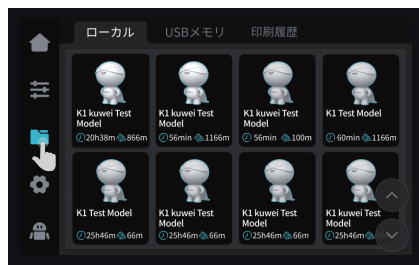 ローカル USBメモリ 印刷履歴
K1 kuwei Test
Model
20h38m 866m
K1 kuwei Test
Model
56min 1166m
K1 kuwei Test
Model
56min 100m
K1 Test Model
60min 1166m
K1 Test Model
25h46m 66m
K1 kuwei Test
Model
25h46m 66m
K1 kuwei Test
Model
25h46m 66m
K1 kuwei Test
Model
25h46m 66m